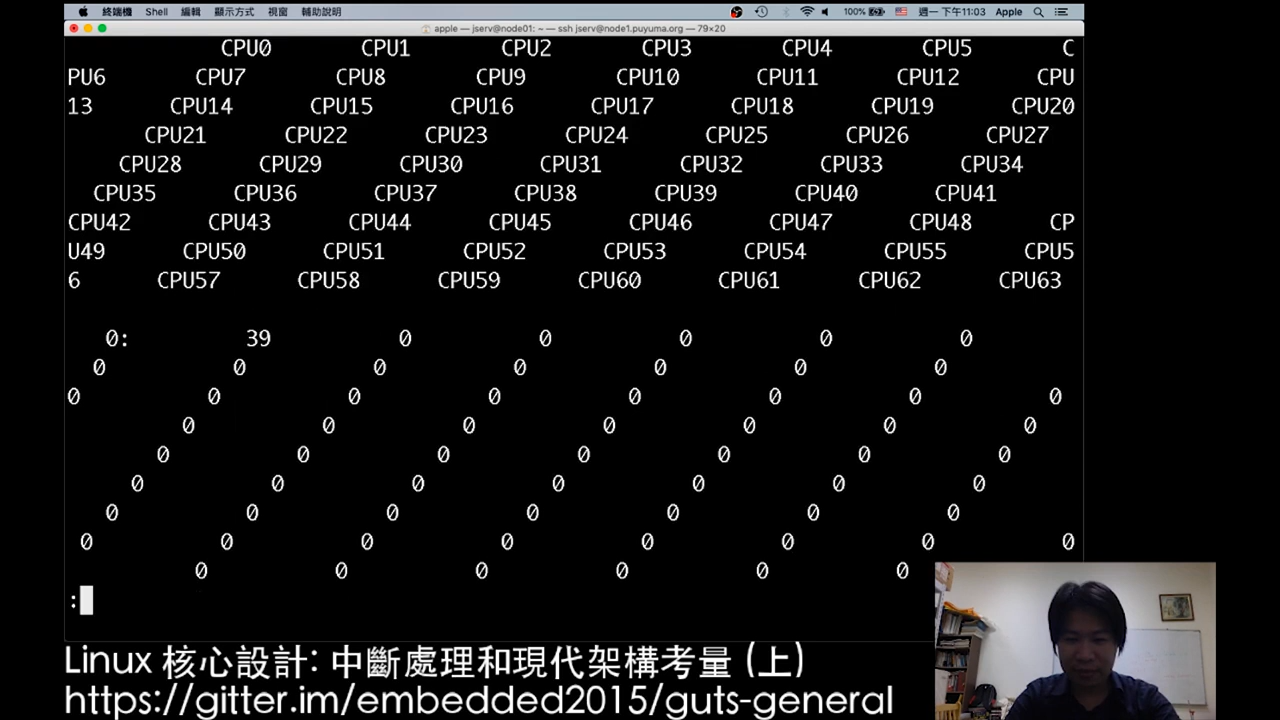 終端機 Shell 編輯 顯示方式 視窗 輔助說明 100% 週一 下午11:03 Apple
apple — jserv@node01: ~ — ssh jserv@node1.puyuma.org — 79×20
CPU0 CPU1 CPU2 CPU3 CPU4 CPU5 C
PU6 CPU7 CPU8 CPU9 CPU10 CPU11 CPU12 CPU
13 CPU14 CPU15 CPU16 CPU17 CPU18 CPU19 CPU20
CPU21 CPU22 CPU23 CPU24 CPU25 CPU26 CPU27
CPU28 CPU29 CPU30 CPU31 CPU32 CPU33 CPU34
CPU35 CPU36 CPU37 CPU38 CPU39 CPU40 CPU41
CPU42 CPU43 CPU44 CPU45 CPU46 CPU47 CPU48 CP
U49 CPU50 CPU51 CPU52 CPU53 CPU54 CPU55 CPU5
6 CPU57 CPU58 CPU59 CPU60 CPU61 CPU62 CPU63
0: 39 0 0 0 0 0
0 0 0 0 0 0 0
0 0 0 0 0 0 0 0
0 0 0 0 0 0 0
0 0 0 0 0 0 0
0 0 0 0 0 0 0
0 0 0 0 0 0 0
0 0 0 0 0 0 0 0
0 0 0 0 0 0
:
Linux 核心設計: 中斷處理和現代架構考量 (上)
https://gitter.im/embedded2015/guts-general